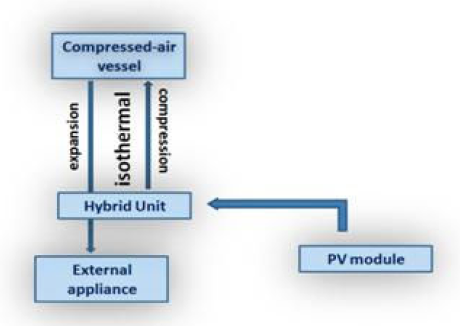 Compressed-air
vessel
expansion
isothermal
compression
Hybrid Unit
PV module
External
appliance